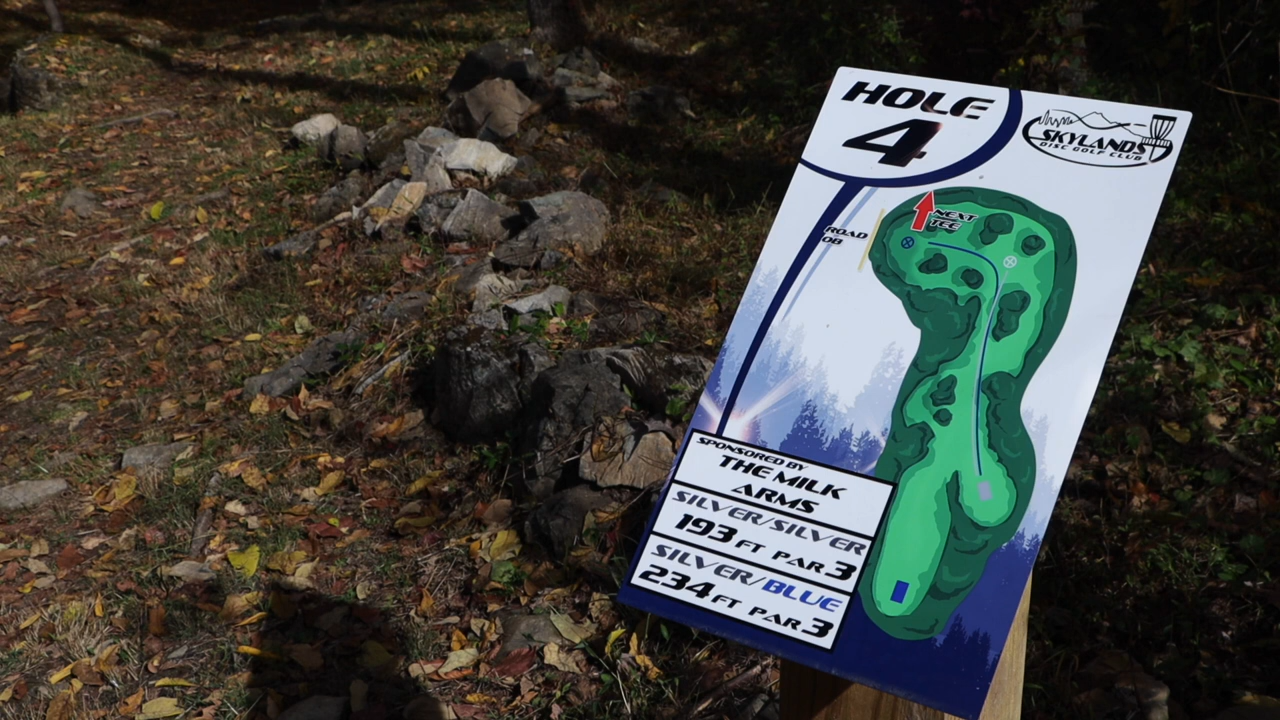 HOLE
4
SKYLANDS
DISC GOLF CLUB
NEXT
TEE
ROAD
OB
SPONSORED BY
THE MILK
ARMS
SILVER/SILVER
193 FT PAR 3
SILVER/BLUE
234 FT PAR 3